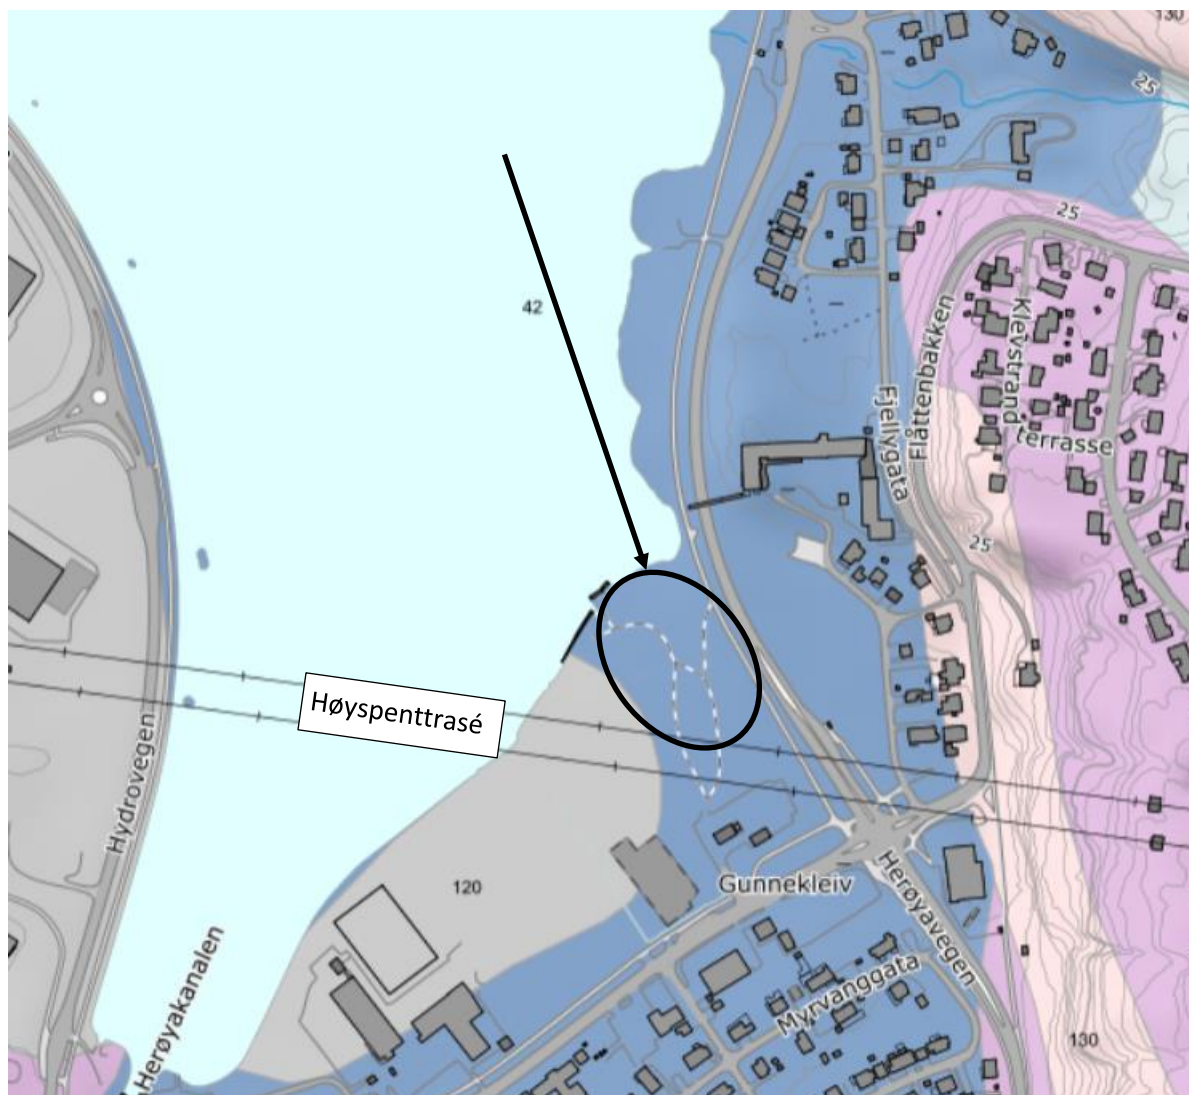 130
25
25
42
Fjellygata
Flåttenbakken
Klevstrand
terrasse
25
Høyspenttrasé
Hydrovegen
120
Gunnekleiv
Herøyavegen
Myrvanggata
Herøyakanalen
130